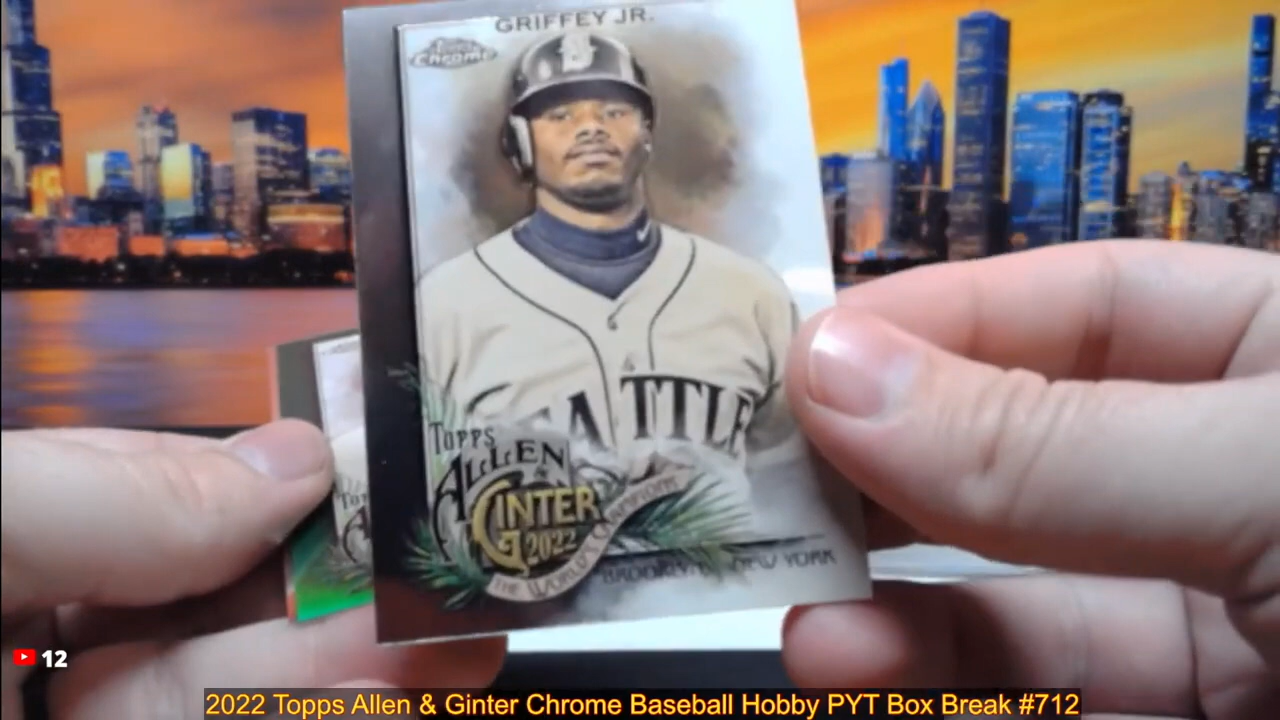 GRIFFEY JR.
Topps
Chrome
SEATTLE
TOPPS
ALLEN
&
GINTER
2022
THE WORLD'S CHAMPIONS
BROOKLYN NEW YORK
12
2022 Topps Allen & Ginter Chrome Baseball Hobby PYT Box Break #712